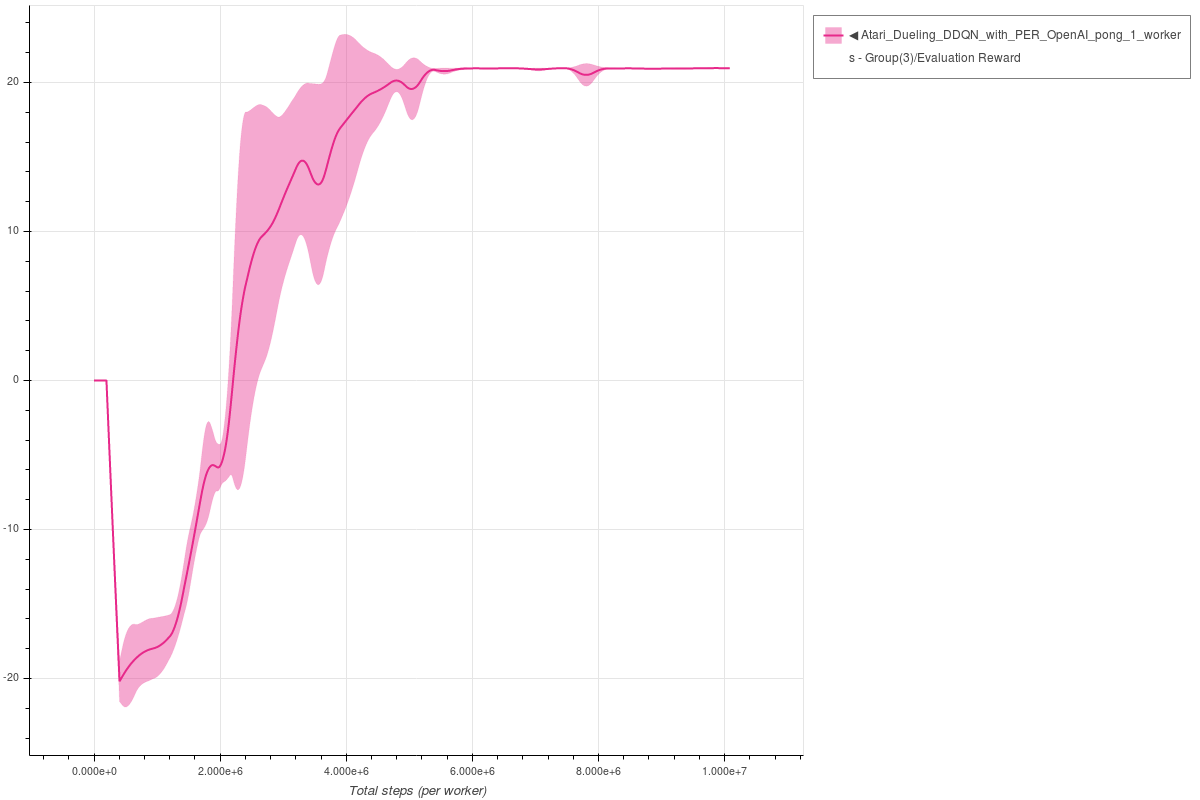 ◀ Atari_Dueling_DDQN_with_PER_OpenAI_pong_1_worker
s - Group(3)/Evaluation Reward
20
10
0
-10
-20
0.000e+0 2.000e+6 4.000e+6 6.000e+6 8.000e+6 1.000e+7
Total steps (per worker)